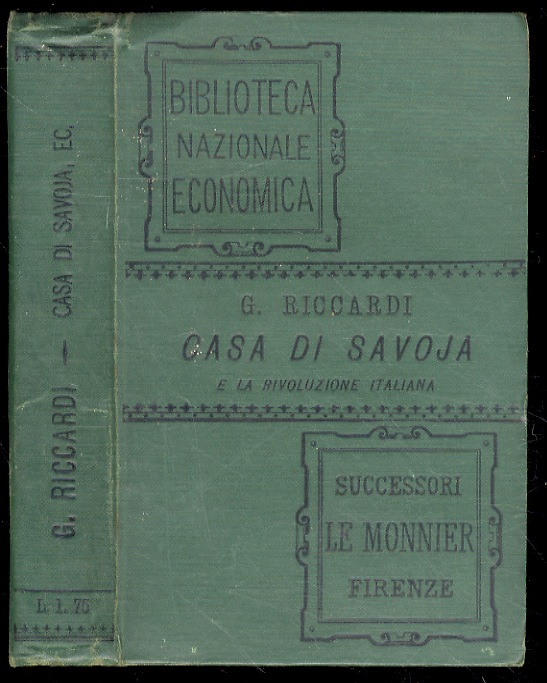 G. RICCARDI — CASA DI SAVOJA, EC.
L. 1. 75
BIBLIOTECA
NAZIONALE
ECONOMICA
G. RICCARDI
CASA DI SAVOJA
E LA RIVOLUZIONE ITALIANA
SUCCESSORI
LE MONNIER
FIRENZE